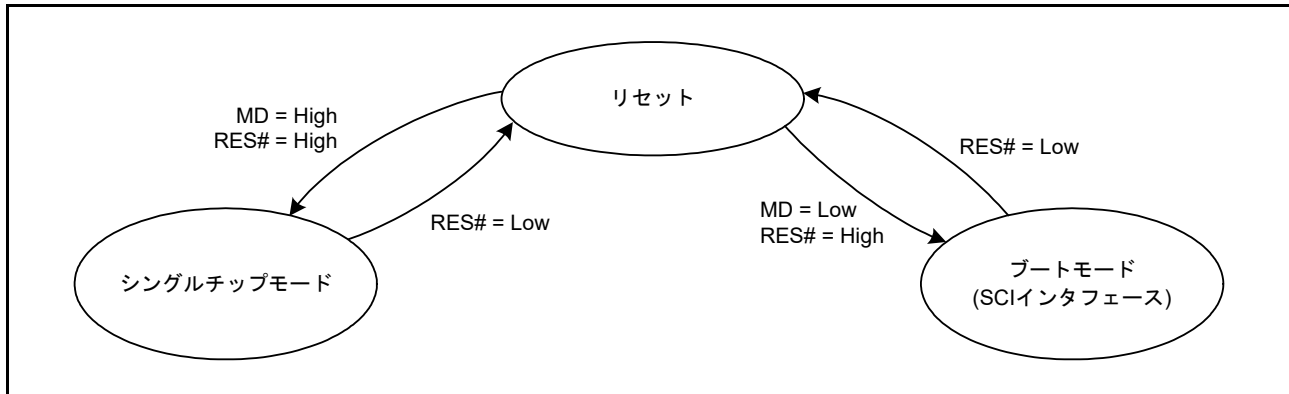 リセット
MD = High
RES# = High
RES# = Low
RES# = Low
MD = Low
RES# = High
シングルチップモード
ブートモード
(SCIインタフェース)